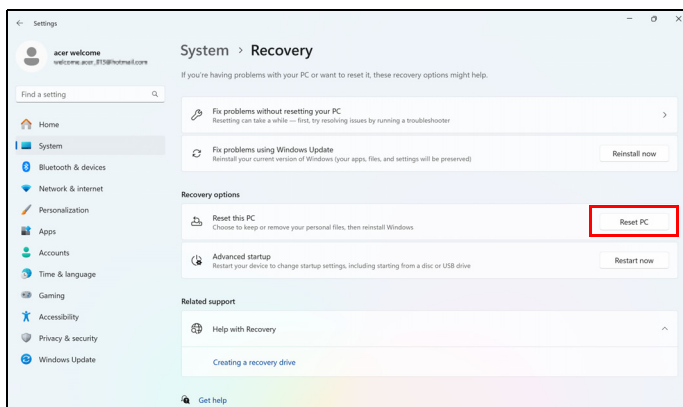 Settings
acer welcome
System > Recovery
If you're having problems with your PC or want to reset it, these recovery options might help.
Find a setting
Home
System
Bluetooth & devices
Network & internet
Personalization
Apps
Accounts
Time & language
Gaming
Accessibility
Privacy & security
Windows Update
Fix problems without resetting your PC
Resetting can take a while — first, try resolving issues by running a troubleshooter
Fix problems using Windows Update
Reinstall your current version of Windows (your apps, files, and settings will be preserved)
Reinstall now
Recovery options
Reset this PC
Choose to keep or remove your personal files, then reinstall Windows
Reset PC
Advanced startup
Restart your device to change startup settings, including starting from a disc or USB drive
Restart now
Related support
Help with Recovery
Creating a recovery drive
Get help